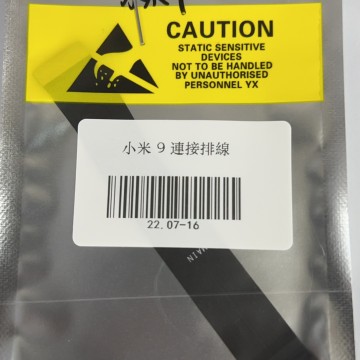 CAUTION
STATIC SENSITIVE
DEVICES
NOT TO BE HANDLED
BY UNAUTHORISED
PERSONNEL YX
小米 9 連接排線
22.07-16
MAIN